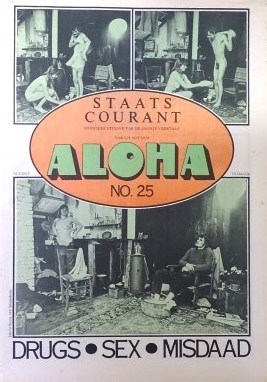 STAATS
COURANT
ALOHA
NO. 25
DRUGS • SEX • MISDAAD